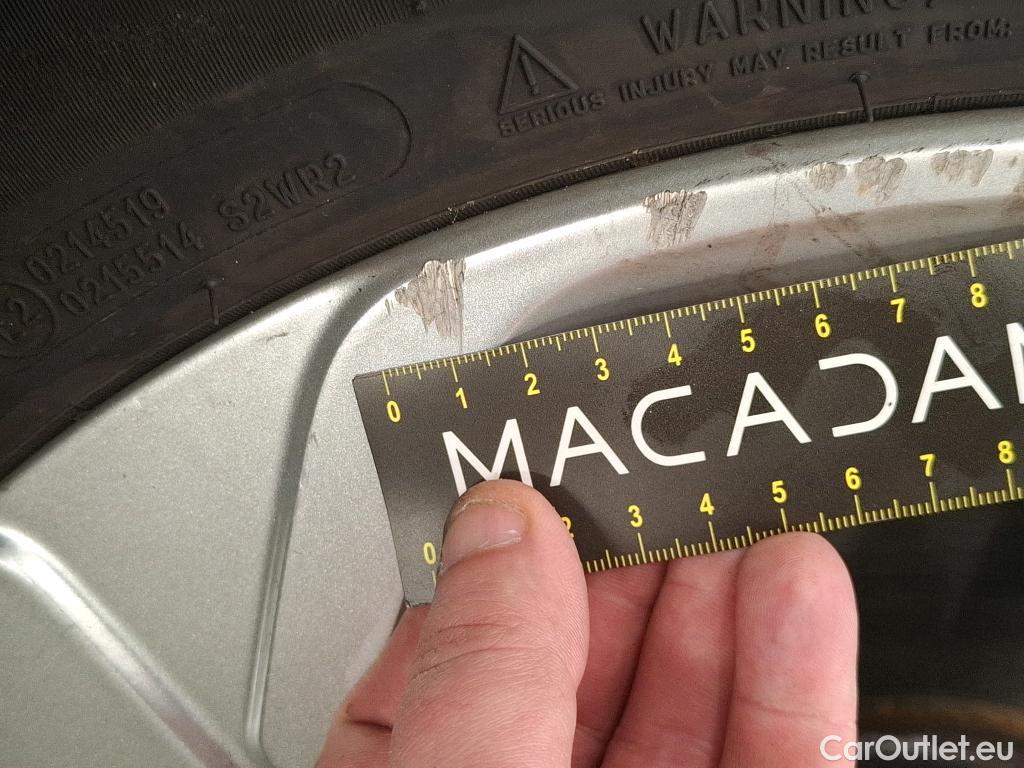 WARNING,
SERIOUS INJURY MAY RESULT FROM:
0214519
0215514 S2WR2
0 1 2 3 4 5 6 7 8
MACADAM
0 2 3 4 5 6 7 8
CarOutlet.eu